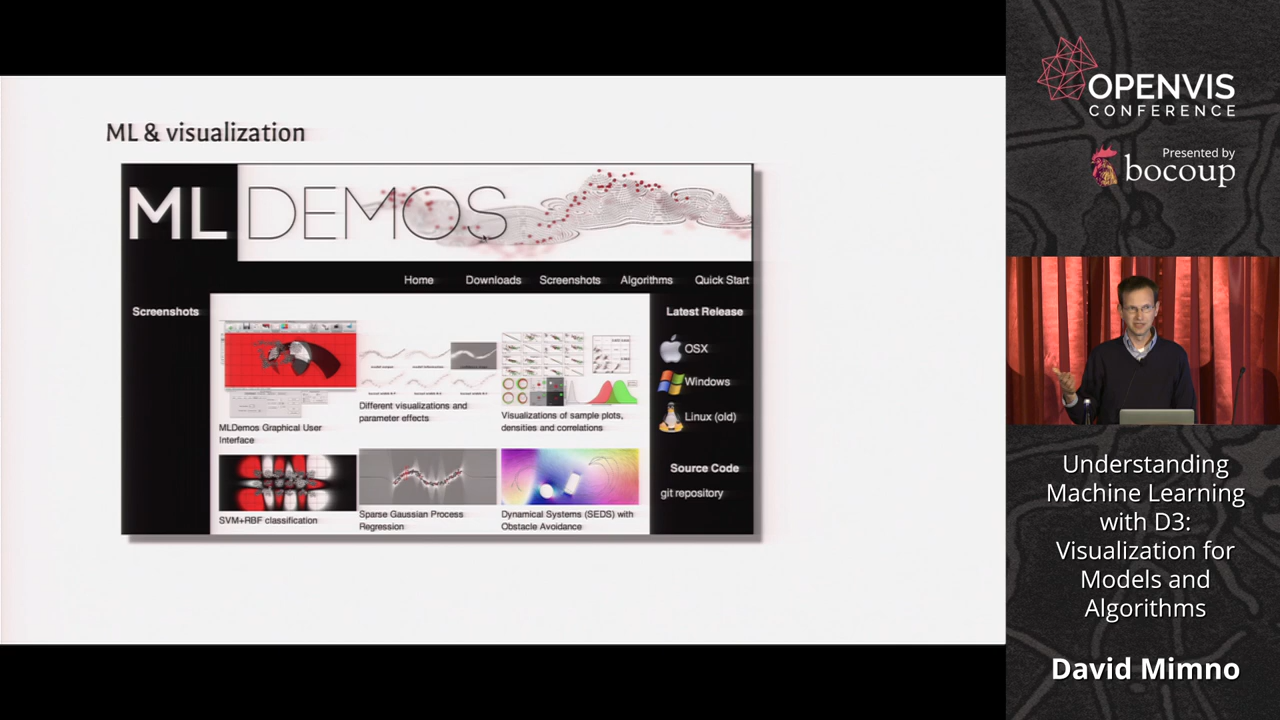 ML & visualization
ML DEMOS
Home Downloads Screenshots Algorithms Quick Start
Screenshots
MLDemos Graphical User
Interface
Different visualizations and
parameter effects
Visualizations of sample plots,
densities and correlations
SVM+RBF classification
Sparse Gaussian Process
Regression
Dynamical Systems (SEDS) with
Obstacle Avoidance
Latest Release
OSX
Windows
Linux (old)
Source Code
git repository
OPENVIS
CONFERENCE
Presented by
bocoup
Understanding
Machine Learning
with D3:
Visualization for
Models and
Algorithms
David Mimno